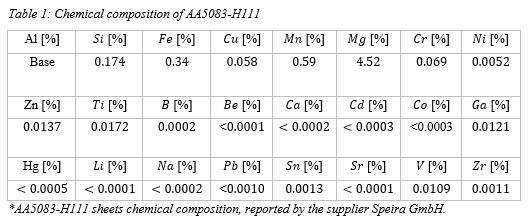 Table 1: Chemical composition of AA5083-H111
Al [%] Si [%] Fe [%] Cu [%] Mn [%] Mg [%] Cr [%] Ni [%]
Base 0.174 0.34 0.058 0.59 4.52 0.069 0.0052
Zn [%] Ti [%] B [%] Be [%] Ca [%] Cd [%] Co [%] Ga [%]
0.0137 0.0172 0.0002 <0.0001 < 0.0002 < 0.0003 <0.0003 0.0121
Hg [%] Li [%] Na [%] Pb [%] Sn [%] Sr [%] V [%] Zr [%]
< 0.0005 < 0.0001 < 0.0002 <0.0010 0.0013 < 0.0001 0.0109 0.0011
*AA5083-H111 sheets chemical composition, reported by the supplier Speira GmbH.